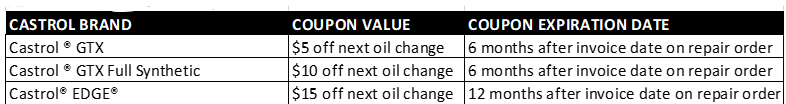 CASTROL BRAND COUPON VALUE COUPON EXPIRATION DATE
Castrol ® GTX $5 off next oil change 6 months after invoice date on repair order
Castrol ® GTX Full Synthetic $10 off next oil change 6 months after invoice date on repair order
Castrol® EDGE® $15 off next oil change 12 months after invoice date on repair order